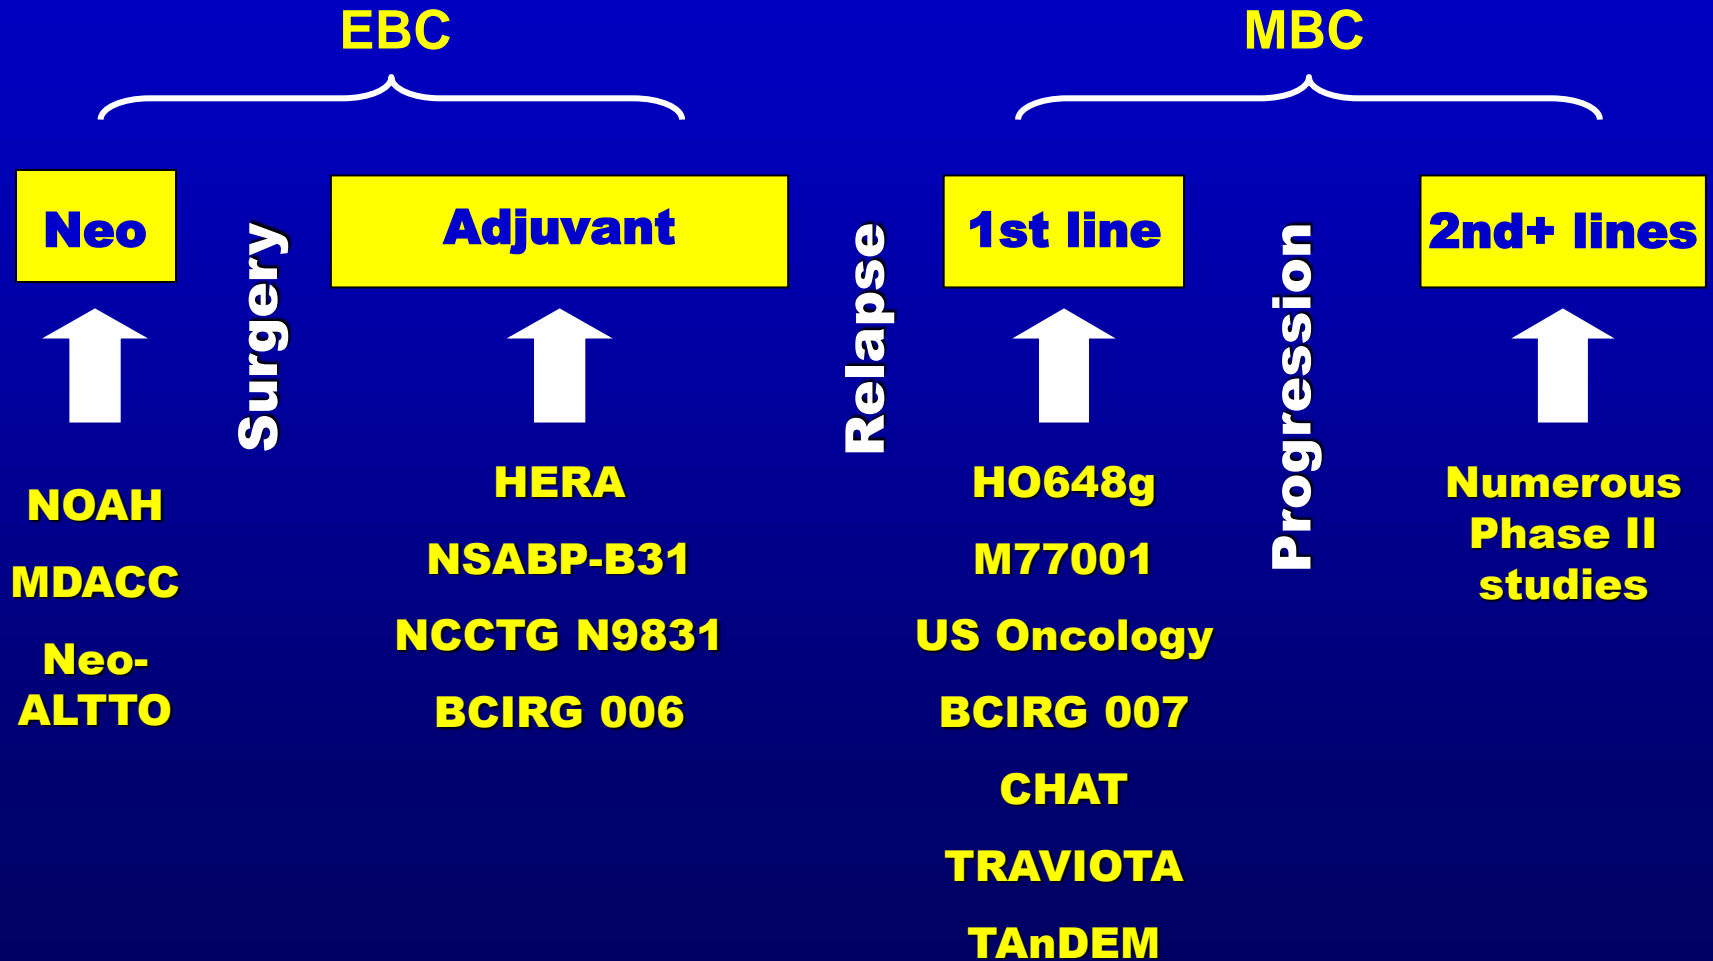 EBC
MBC
Neo
Surgery
Adjuvant
Relapse
1st line
Progression
2nd+ lines
NOAH
MDACC
Neo-
ALTTO
HERA
NSABP-B31
NCCTG N9831
BCIRG 006
HO648g
M77001
US Oncology
BCIRG 007
CHAT
TRAVIOTA
TAnDEM
Numerous
Phase II
studies